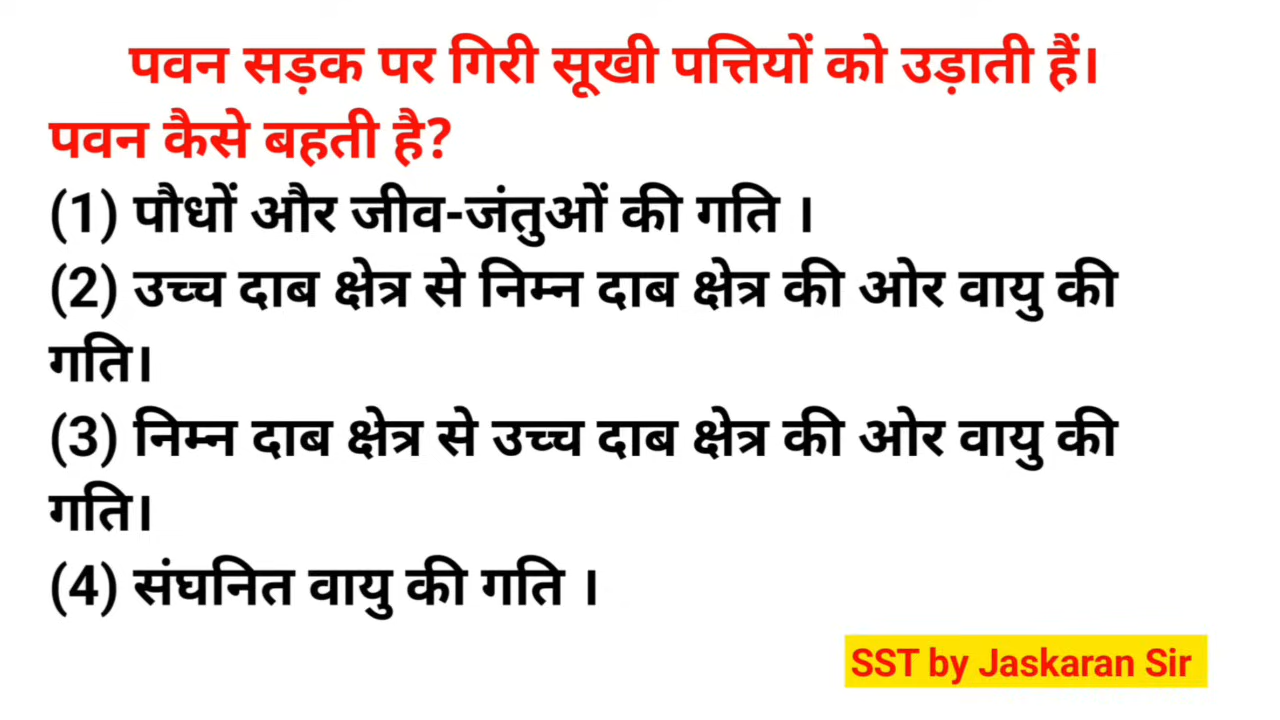 पवन सड़क पर गिरी सूखी पत्तियों को उड़ाती हैं।
पवन कैसे बहती है?
(1) पौधों और जीव-जंतुओं की गति ।
(2) उच्च दाब क्षेत्र से निम्न दाब क्षेत्र की ओर वायु की
गति।
(3) निम्न दाब क्षेत्र से उच्च दाब क्षेत्र की ओर वायु की
गति।
(4) संघनित वायु की गति ।
SST by Jaskaran Sir